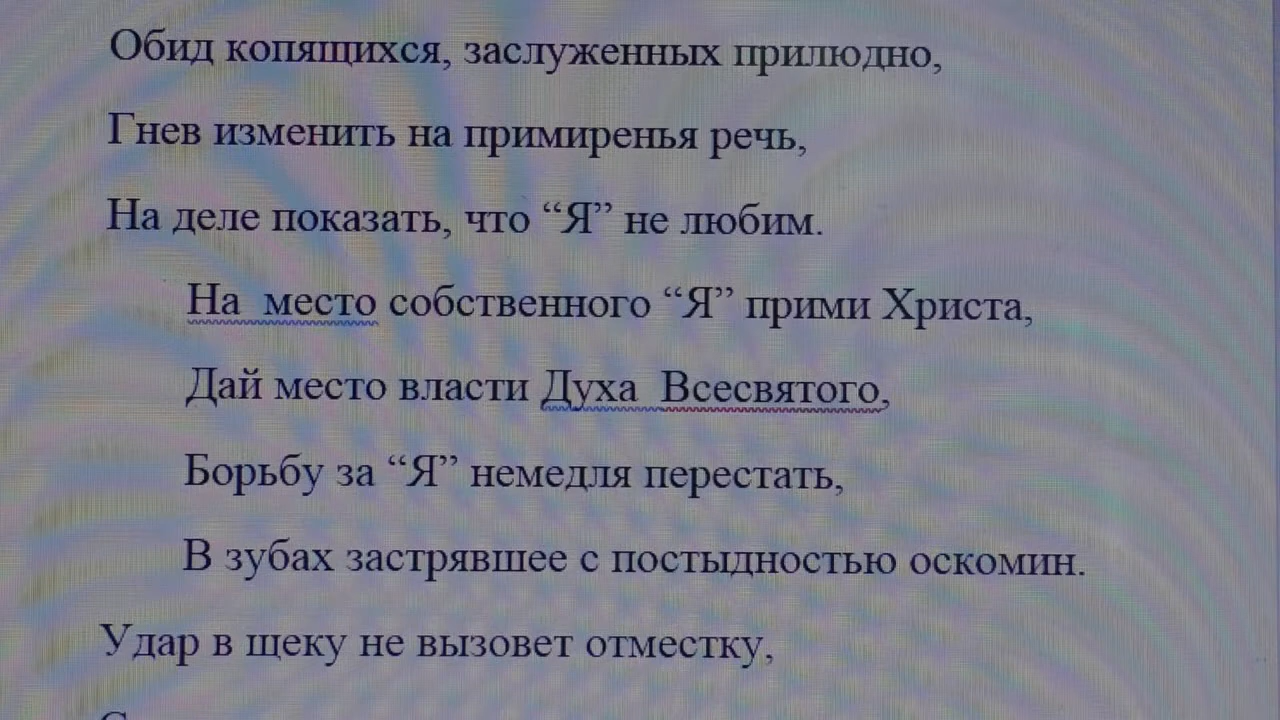 Обид копящихся, заслуженных прилюдно,
Гнев изменить на примиренья речь,
На деле показать, что “Я” не любим.
На  место собственного “Я” прими Христа,
Дай место власти Духа  Всесвятого,
Борьбу за “Я” немедля перестать,
В зубах застрявшее с постыдностью оскомин.
Удар в щеку не вызовет отместку,